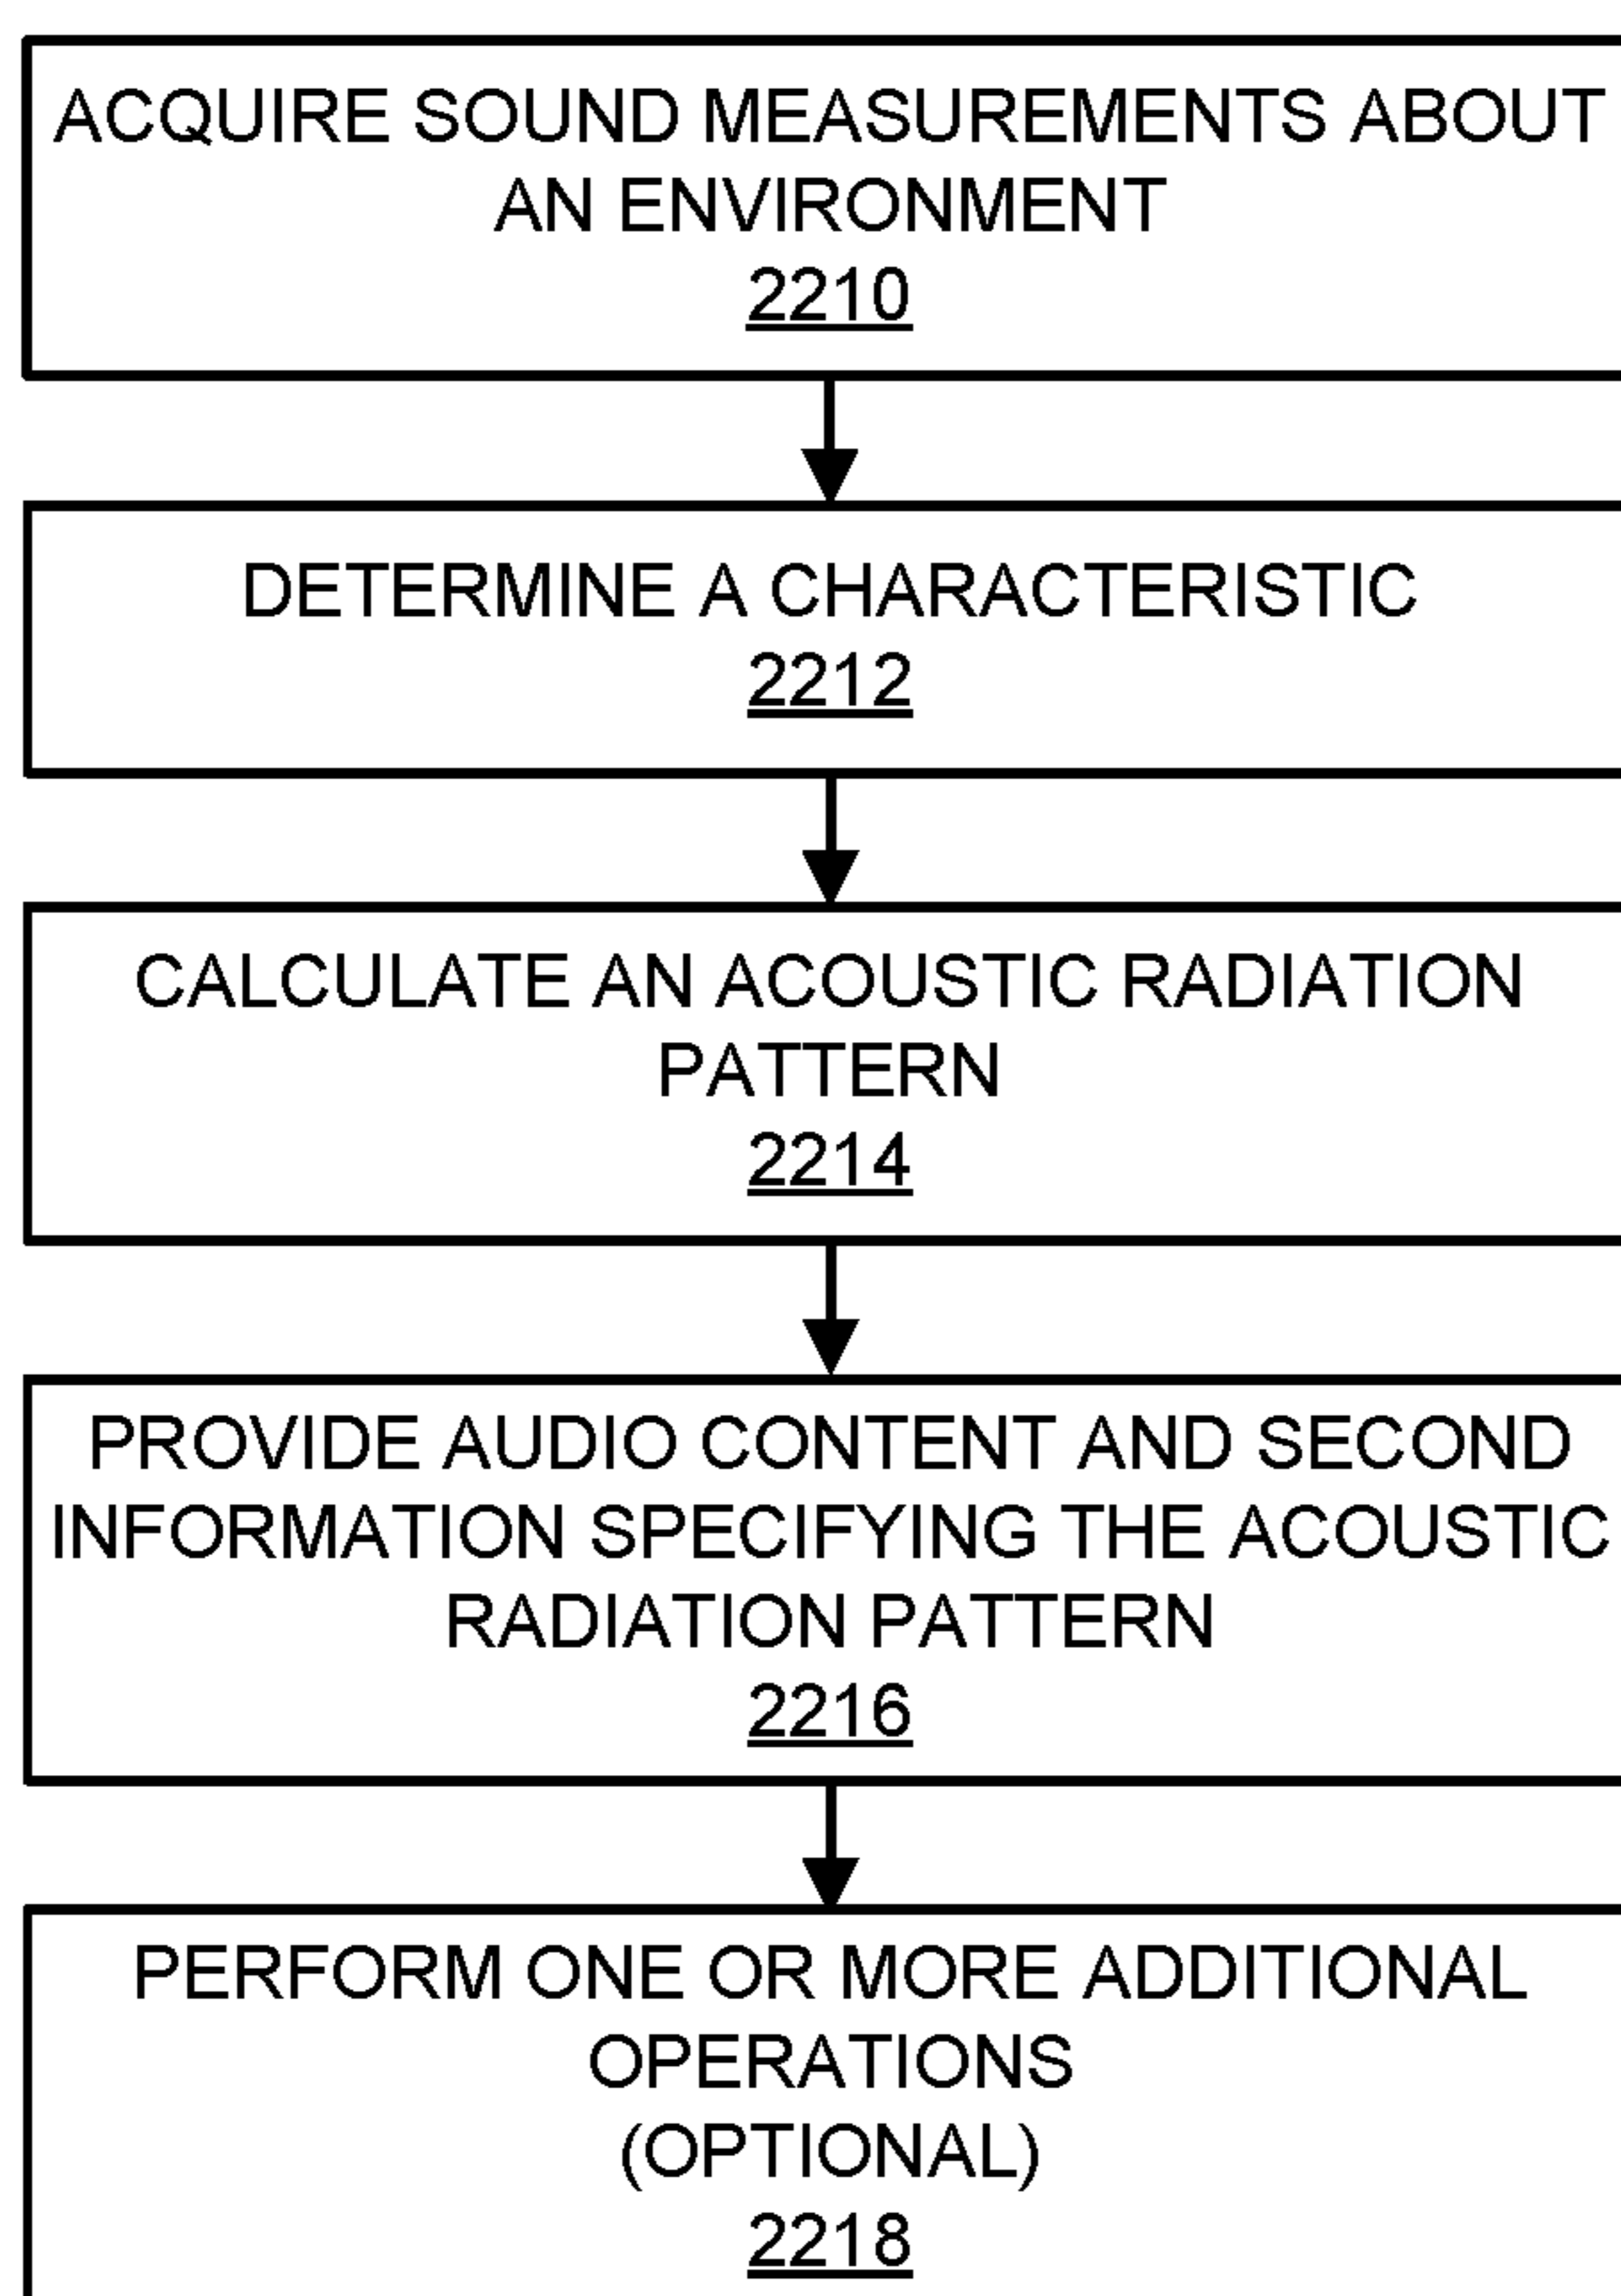 ACQUIRE SOUND MEASUREMENTS ABOUT
AN ENVIRONMENT
2210
DETERMINE A CHARACTERISTIC
2212
CALCULATE AN ACOUSTIC RADIATION
PATTERN
2214
PROVIDE AUDIO CONTENT AND SECOND
INFORMATION SPECIFYING THE ACOUSTIC
RADIATION PATTERN
2216
PERFORM ONE OR MORE ADDITIONAL
OPERATIONS
(OPTIONAL)
2218